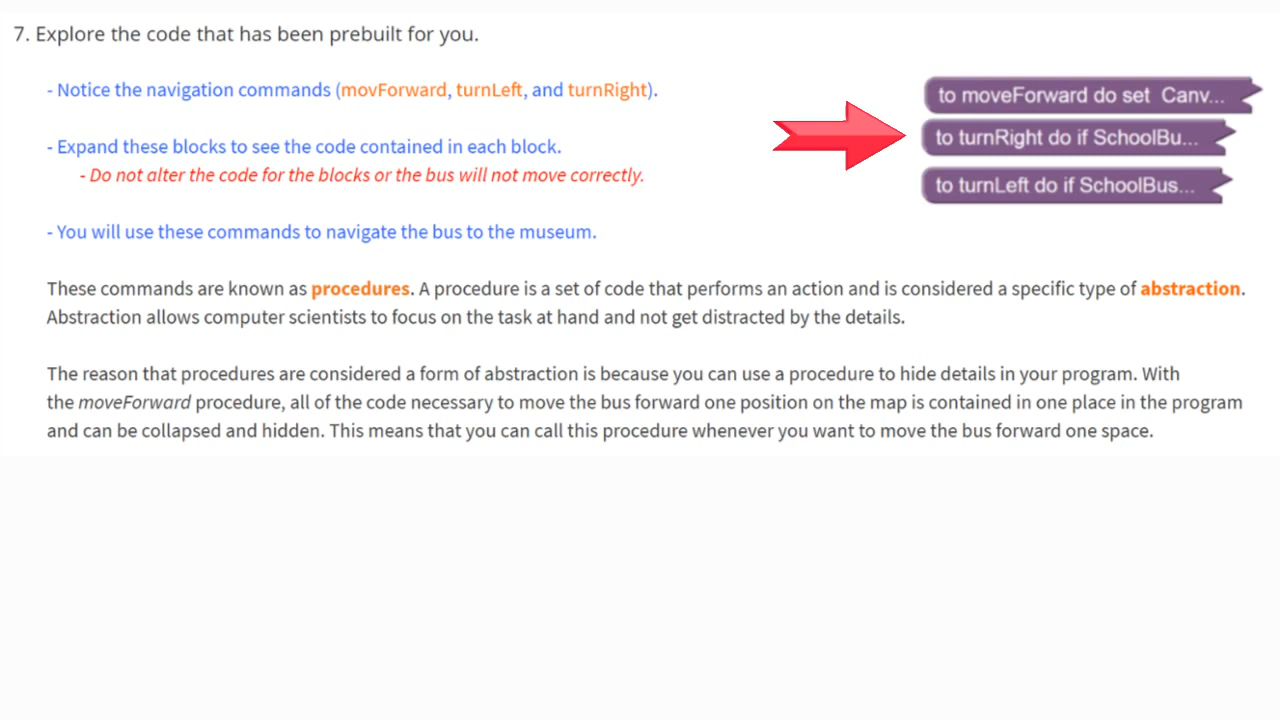 7. Explore the code that has been prebuilt for you.
- Notice the navigation commands (movForward, turnLeft, and turnRight).
- Expand these blocks to see the code contained in each block.
- Do not alter the code for the blocks or the bus will not move correctly.
- You will use these commands to navigate the bus to the museum.
to moveForward do set Canv...
to turnRight do if SchoolBu...
to turnLeft do if SchoolBus...
These commands are known as procedures. A procedure is a set of code that performs an action and is considered a specific type of abstraction.
Abstraction allows computer scientists to focus on the task at hand and not get distracted by the details.
The reason that procedures are considered a form of abstraction is because you can use a procedure to hide details in your program. With
the moveForward procedure, all of the code necessary to move the bus forward one position on the map is contained in one place in the program
and can be collapsed and hidden. This means that you can call this procedure whenever you want to move the bus forward one space.